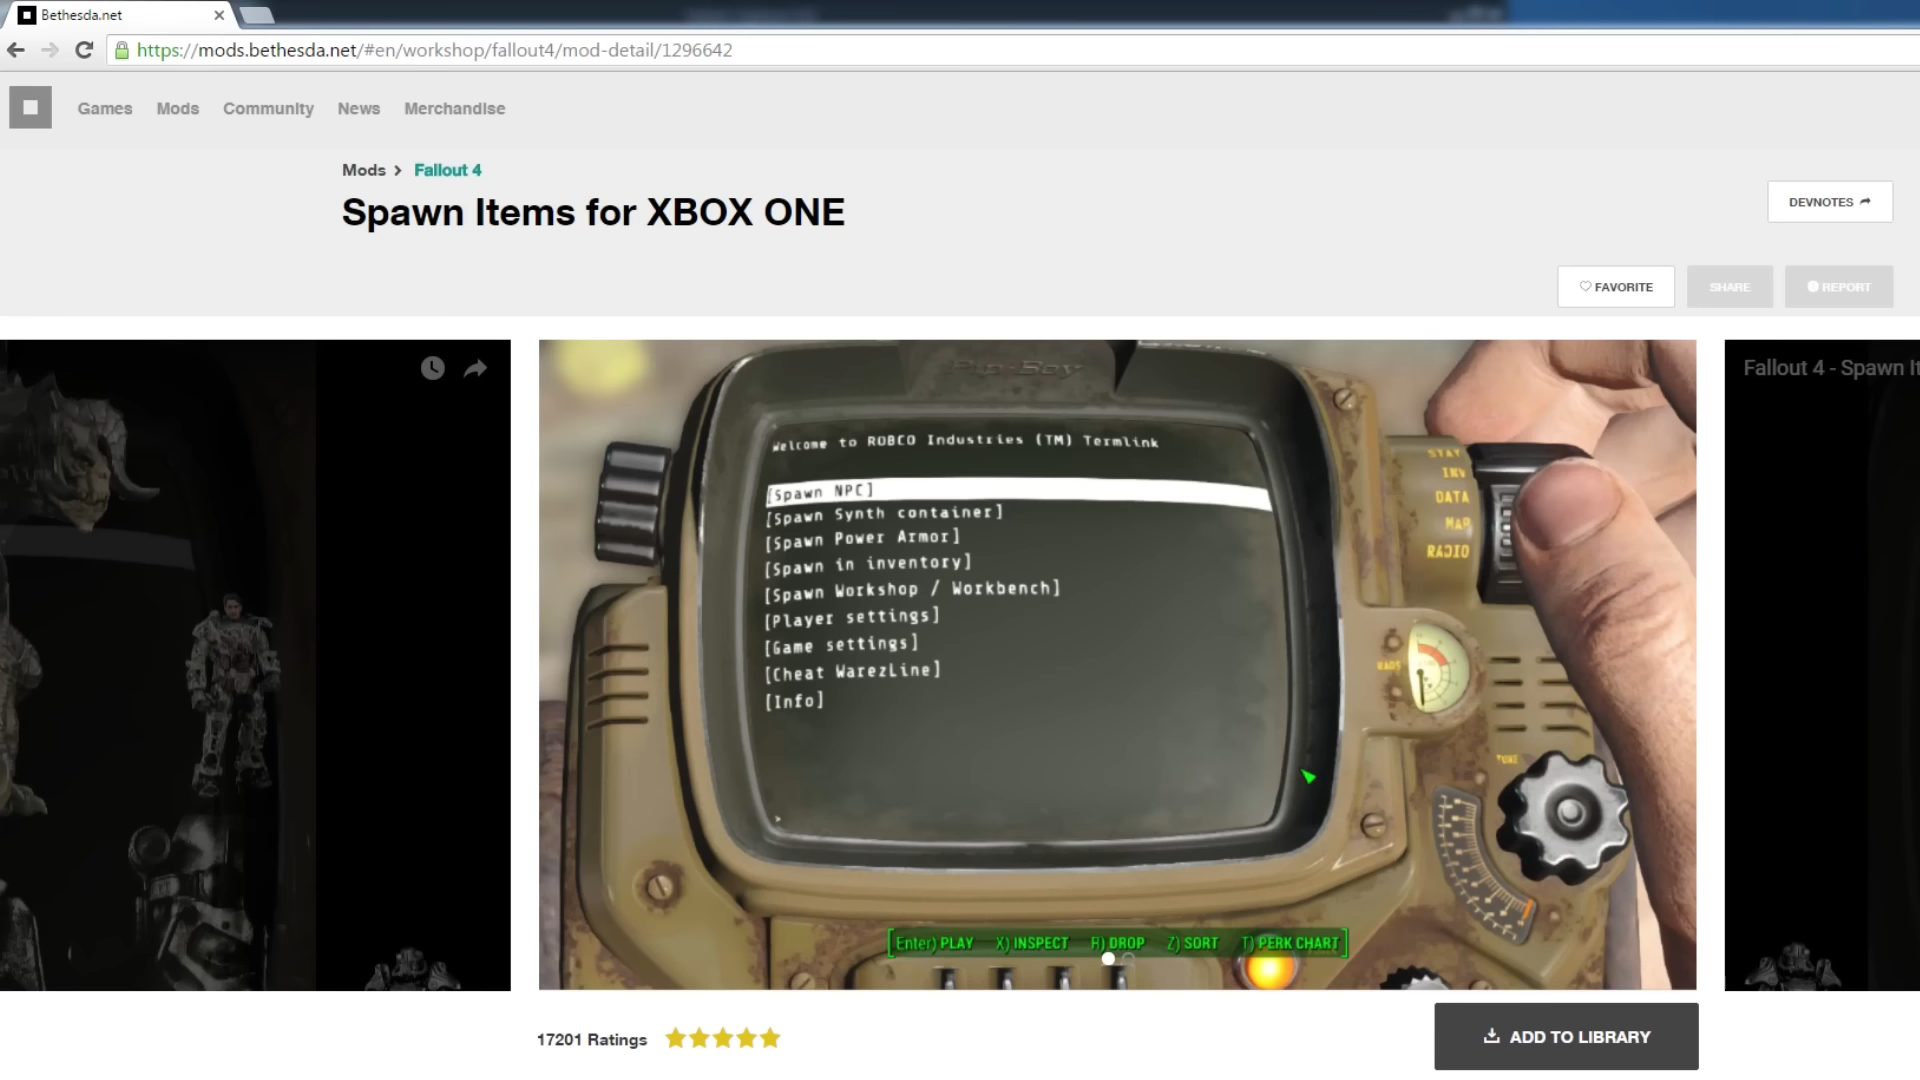 Bethesda.net
https://mods.bethesda.net/#en/workshop/fallout4/mod-detail/1296642
Games Mods Community News Merchandise
Mods > Fallout 4
Spawn Items for XBOX ONE
DEVNOTES
FAVORITE SHARE REPORT
Fallout 4 - Spawn It
Pip-Boy
Welcome to ROBCO Industries (TM) Termlink
[Spawn NPC]
[Spawn Synth container]
[Spawn Power Armor]
[Spawn in inventory]
[Spawn Workshop / Workbench]
[Player settings]
[Game settings]
[Cheat WarezLine]
[Info]
>
STAT
INV
DATA
MAP
RADIO
RADS
TUNE
Enter) PLAY X) INSPECT R) DROP Z) SORT T) PERK CHART
17201 Ratings
ADD TO LIBRARY